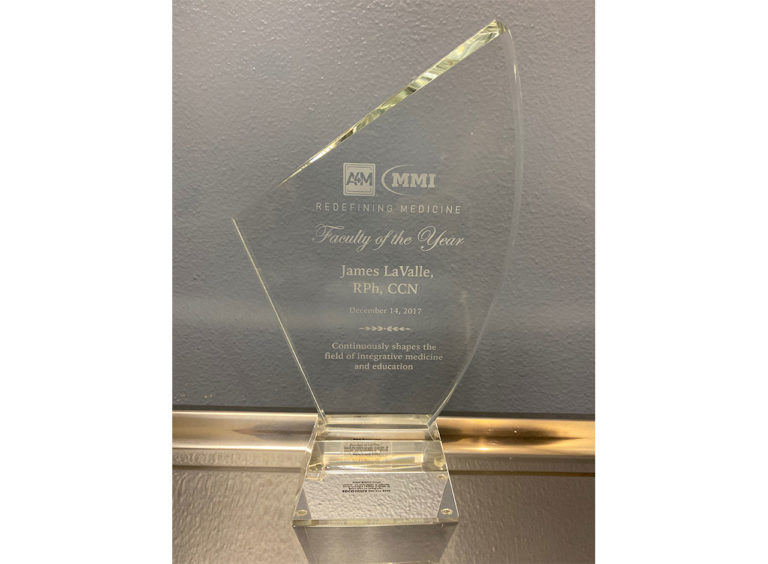 A4M MMI
REDEFINING MEDICINE
Faculty of the Year
James LaValle,
RPh, CCN
December 14, 2017
Continuously shapes the
field of integrative medicine
and education